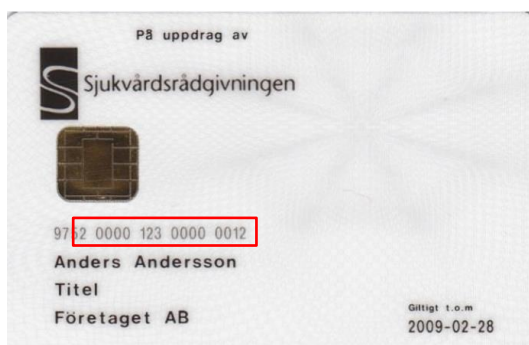 På uppdrag av
Sjukvårdsrådgivningen
9752 0000 123 0000 0012
Anders Andersson
Titel
Företaget AB
Giltigt t.o.m
2009-02-28